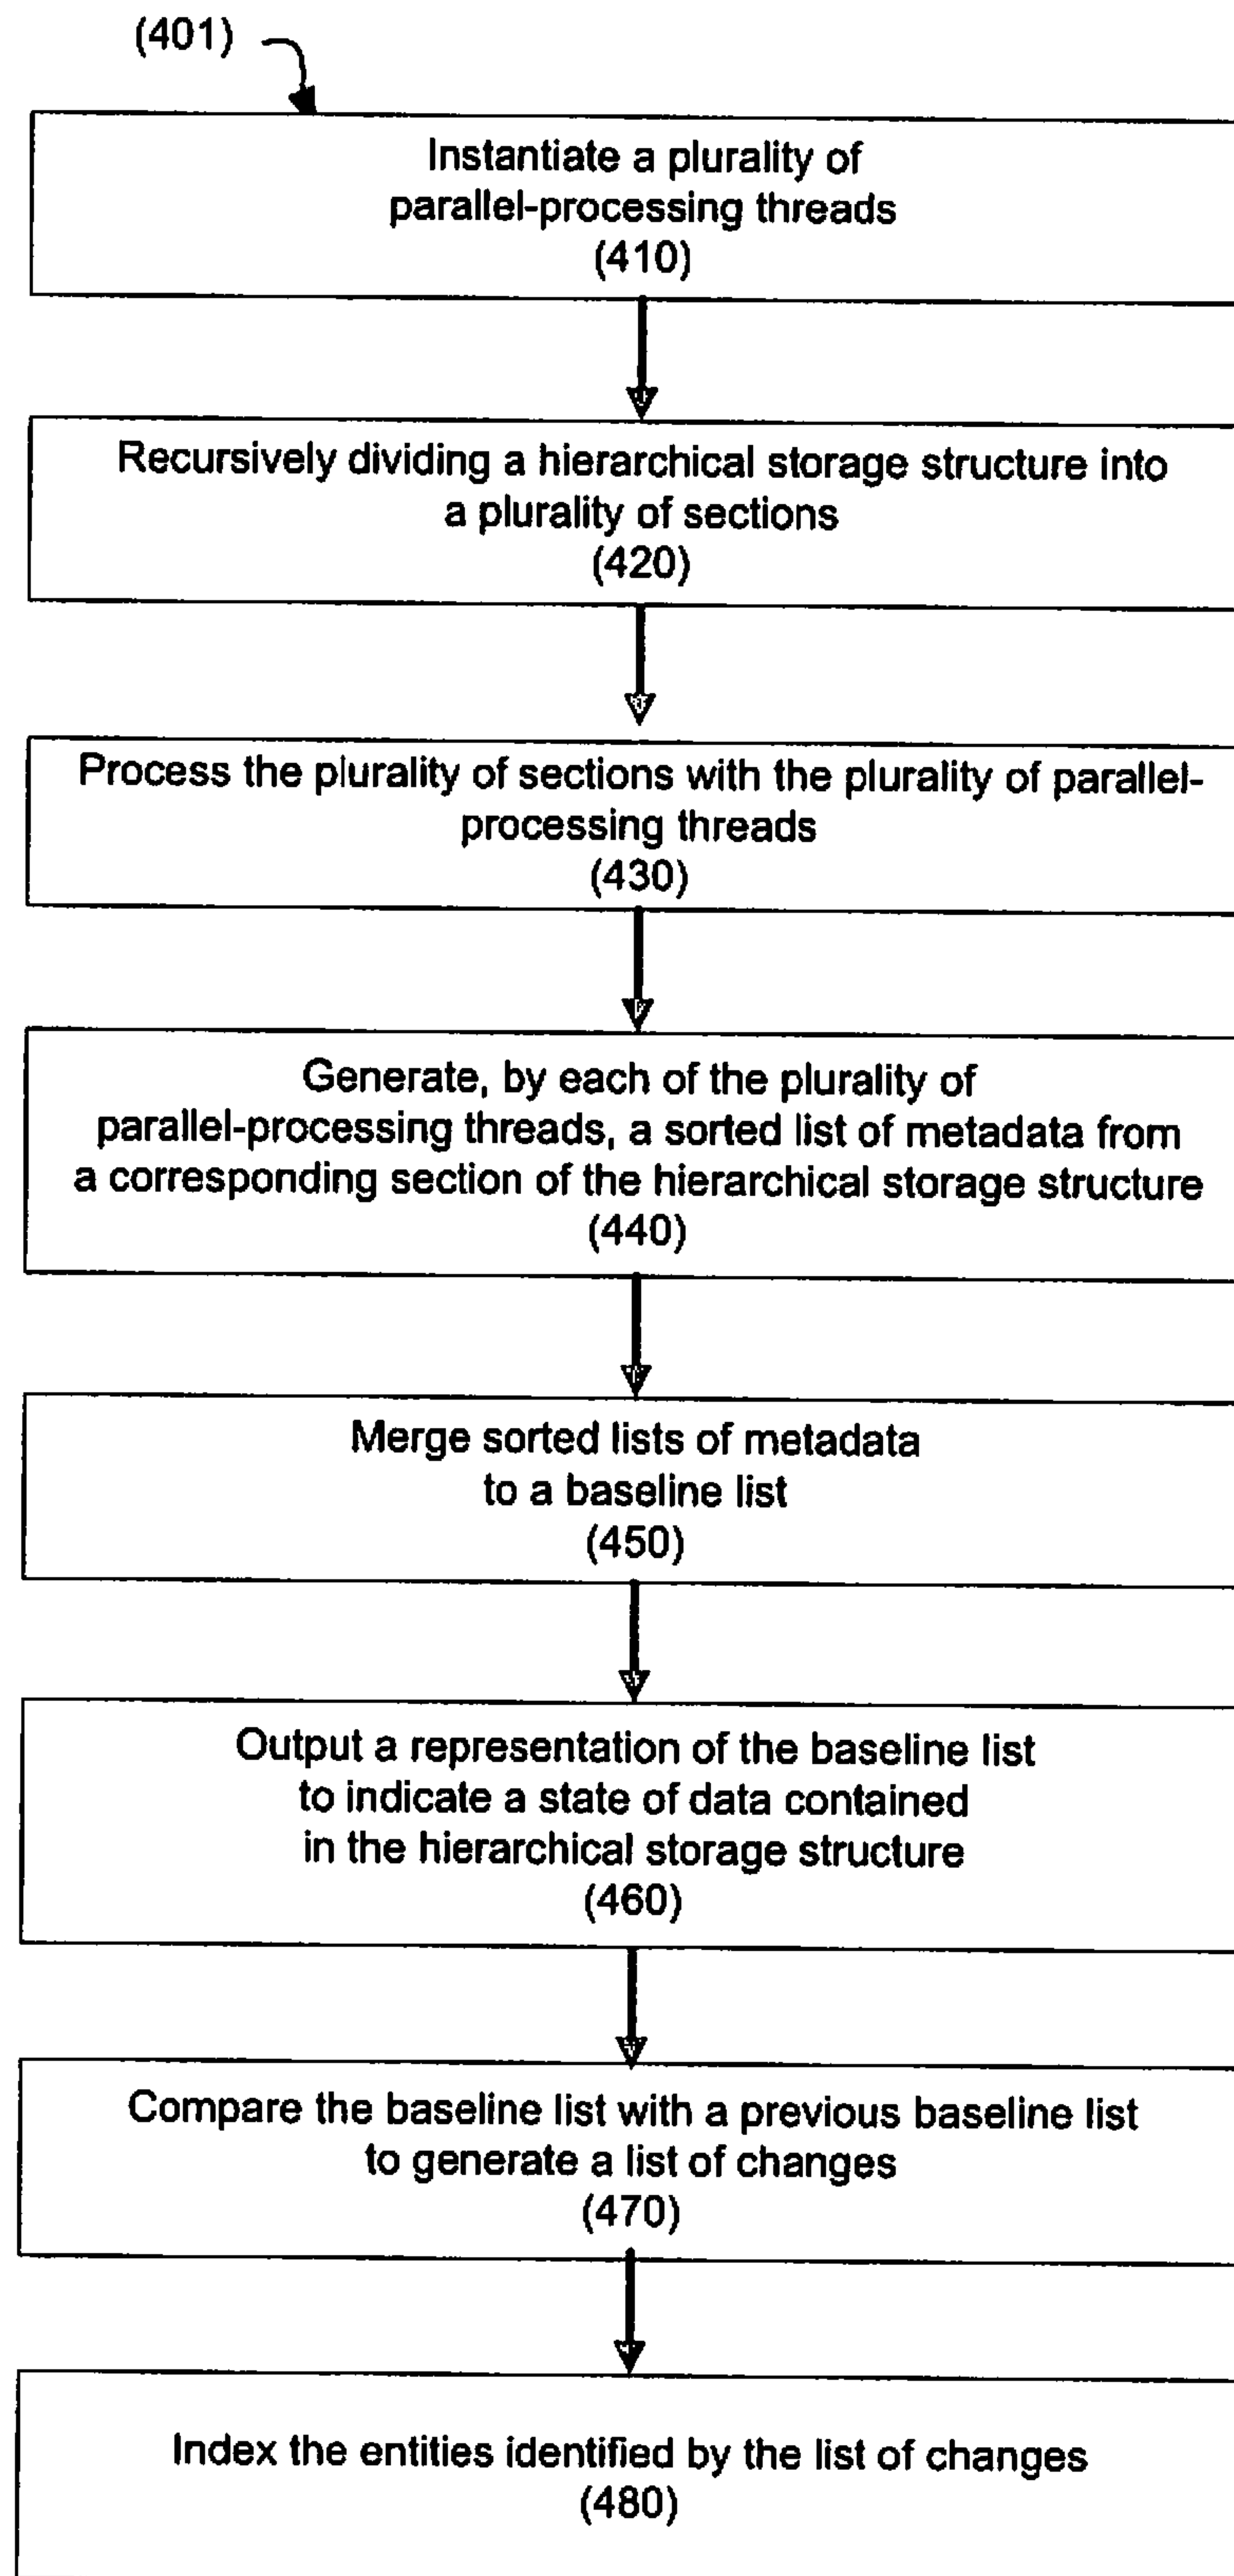 (401)
Instantiate a plurality of
parallel-processing threads
(410)
Recursively dividing a hierarchical storage structure into
a plurality of sections
(420)
Process the plurality of sections with the plurality of parallel-
processing threads
(430)
Generate, by each of the plurality of
parallel-processing threads, a sorted list of metadata from
a corresponding section of the hierarchical storage structure
(440)
Merge sorted lists of metadata
to a baseline list
(450)
Output a representation of the baseline list
to indicate a state of data contained
in the hierarchical storage structure
(460)
Compare the baseline list with a previous baseline list
to generate a list of changes
(470)
Index the entities identified by the list of changes
(480)